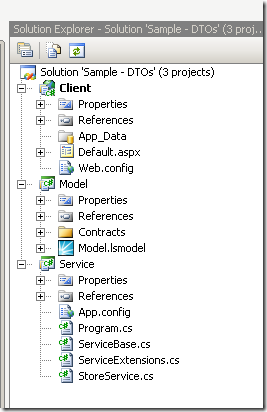 Solution Explorer - Solution 'Sample - DTOs' (3 proj...
Solution 'Sample - DTOs' (3 projects)
Client
Properties
References
App_Data
Default.aspx
Web.config
Model
Properties
References
Contracts
Model.lsmodel
Service
Properties
References
App.config
Program.cs
ServiceBase.cs
ServiceExtensions.cs
StoreService.cs